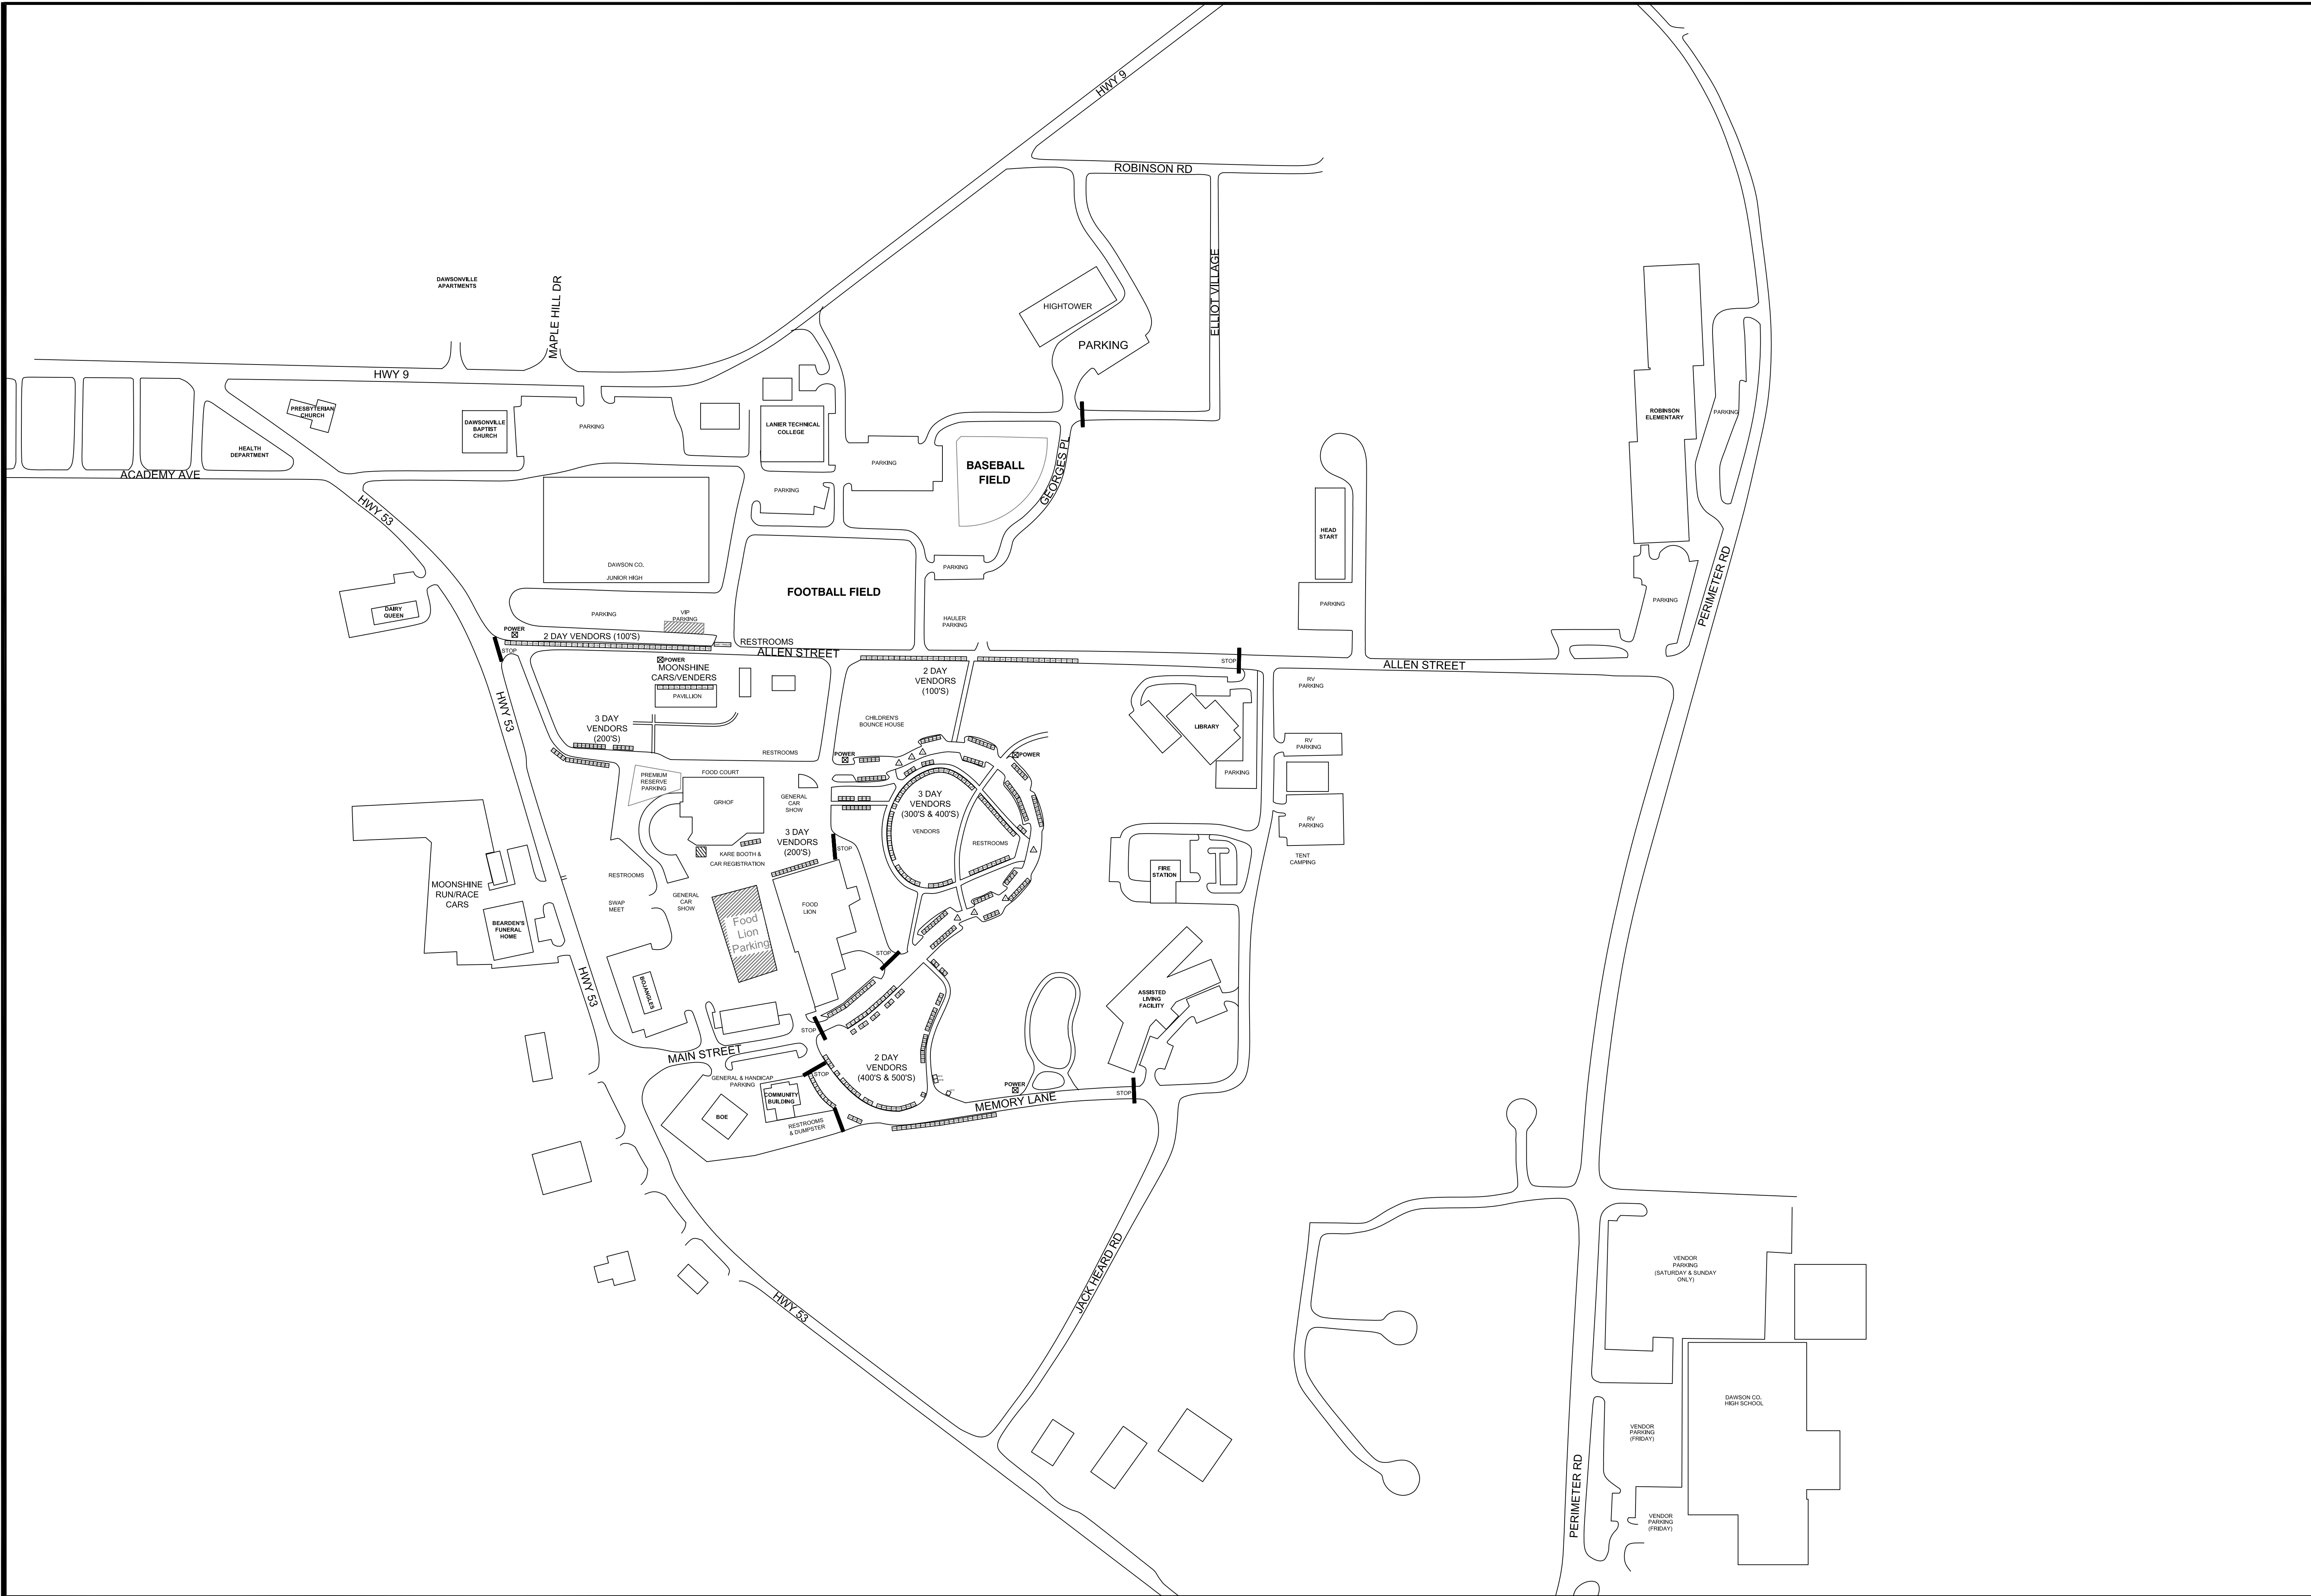 HWY 9
ROBINSON RD
ELLIOT VILLAGE
HIGHTOWER
PARKING
DAWSONVILLE
APARTMENTS
MAPLE HILL DR
HWY 9
PRESBYTERIAN
CHURCH
DAWSONVILLE
BAPTIST
CHURCH
PARKING
LANIER TECHNICAL
COLLEGE
HEALTH
DEPARTMENT
ACADEMY AVE
HWY 53
PARKING
PARKING
BASEBALL
FIELD
GEORGES PL
ROBINSON
ELEMENTARY
PARKING
HEAD
START
PARKING
PARKING
PERIMETER RD
DAWSON CO.
JUNIOR HIGH
FOOTBALL FIELD
PARKING
HAULER
PARKING
DAIRY
QUEEN
PARKING
VIP
PARKING
POWER
2 DAY VENDORS (100'S)
STOP
RESTROOMS
ALLEN STREET
STOP
ALLEN STREET
POWER
MOONSHINE
CARS/VENDERS
PAVILLION
2 DAY
VENDORS
(100'S)
RV
PARKING
HWY 53
3 DAY
VENDORS
(200'S)
CHILDREN'S
BOUNCE HOUSE
LIBRARY
RV
PARKING
RESTROOMS
POWER
POWER
PARKING
PREMIUM
RESERVE
PARKING
FOOD COURT
GRHOF
GENERAL
CAR
SHOW
3 DAY
VENDORS
(300'S & 400'S)
VENDORS
RESTROOMS
RV
PARKING
TENT
CAMPING
3 DAY
VENDORS
(200'S)
STOP
KARE BOOTH &
CAR REGISTRATION
FIRE
STATION
RESTROOMS
MOONSHINE
RUN/RACE
CARS
SWAP
MEET
GENERAL
CAR
SHOW
FOOD
LION
Food
Lion
Parking
BEARDEN'S
FUNERAL
HOME
STOP
HWY 53
BOJANGLES
ASSISTED
LIVING
FACILITY
STOP
MAIN STREET
2 DAY
VENDORS
(400'S & 500'S)
STOP
GENERAL & HANDICAP
PARKING
COMMUNITY
BUILDING
BOE
RESTROOMS
& DUMPSTER
POWER
MEMORY LANE
STOP
JACK HEARD RD
HWY 53
VENDOR
PARKING
(SATURDAY & SUNDAY
ONLY)
DAWSON CO.
HIGH SCHOOL
VENDOR
PARKING
(FRIDAY)
PERIMETER RD
VENDOR
PARKING
(FRIDAY)